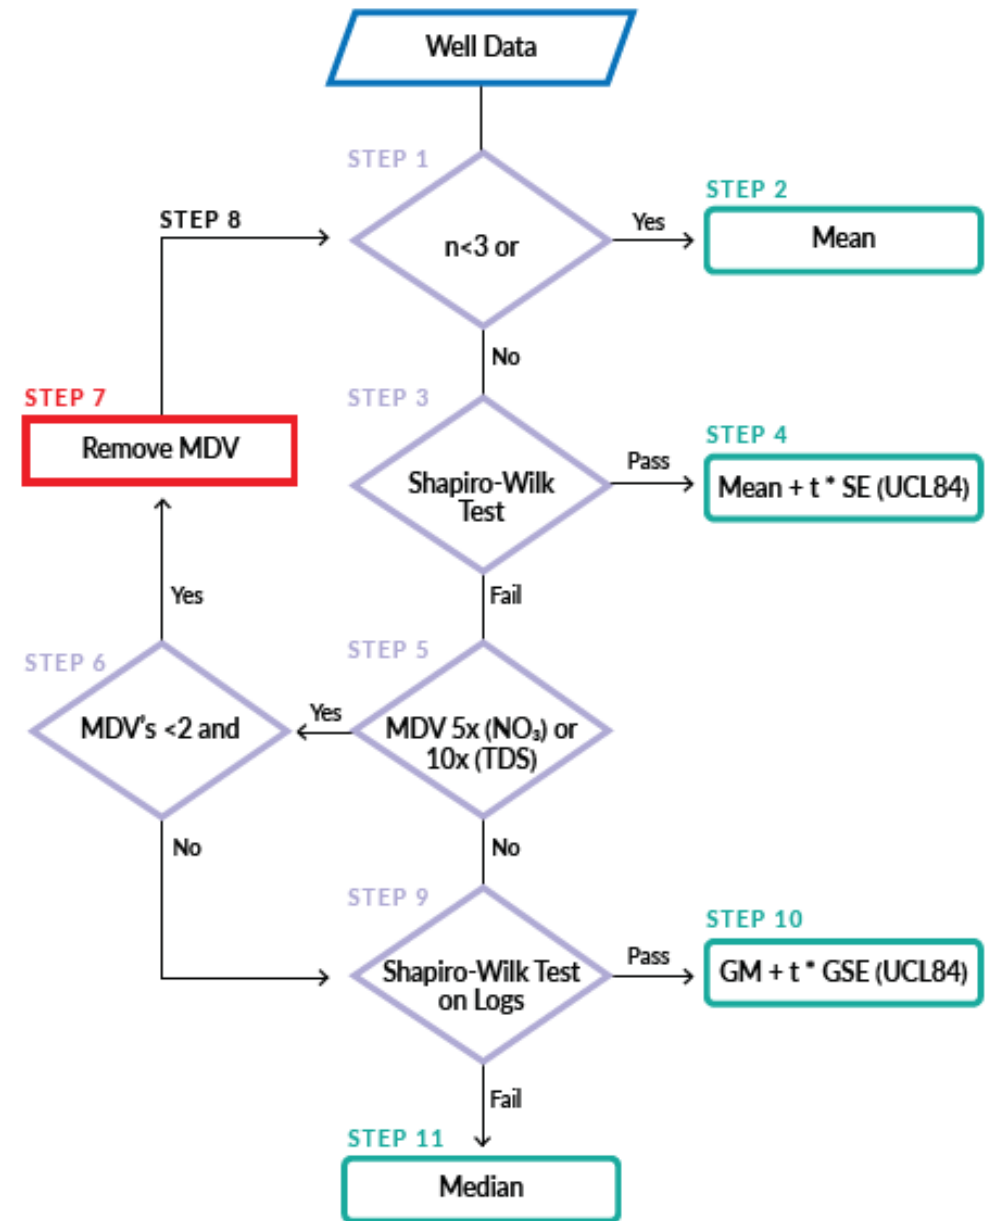 Well Data
STEP 1
n<3 or
Yes
STEP 2
Mean
STEP 8
No
STEP 7
Remove MDV
STEP 3
Shapiro-Wilk
Test
Pass
STEP 4
Mean + t * SE (UCL84)
Yes
Fail
STEP 6
MDV's <2 and
Yes
STEP 5
MDV 5x (NO₃) or
10x (TDS)
No
No
STEP 9
Shapiro-Wilk Test
on Logs
Pass
STEP 10
GM + t * GSE (UCL84)
Fail
STEP 11
Median